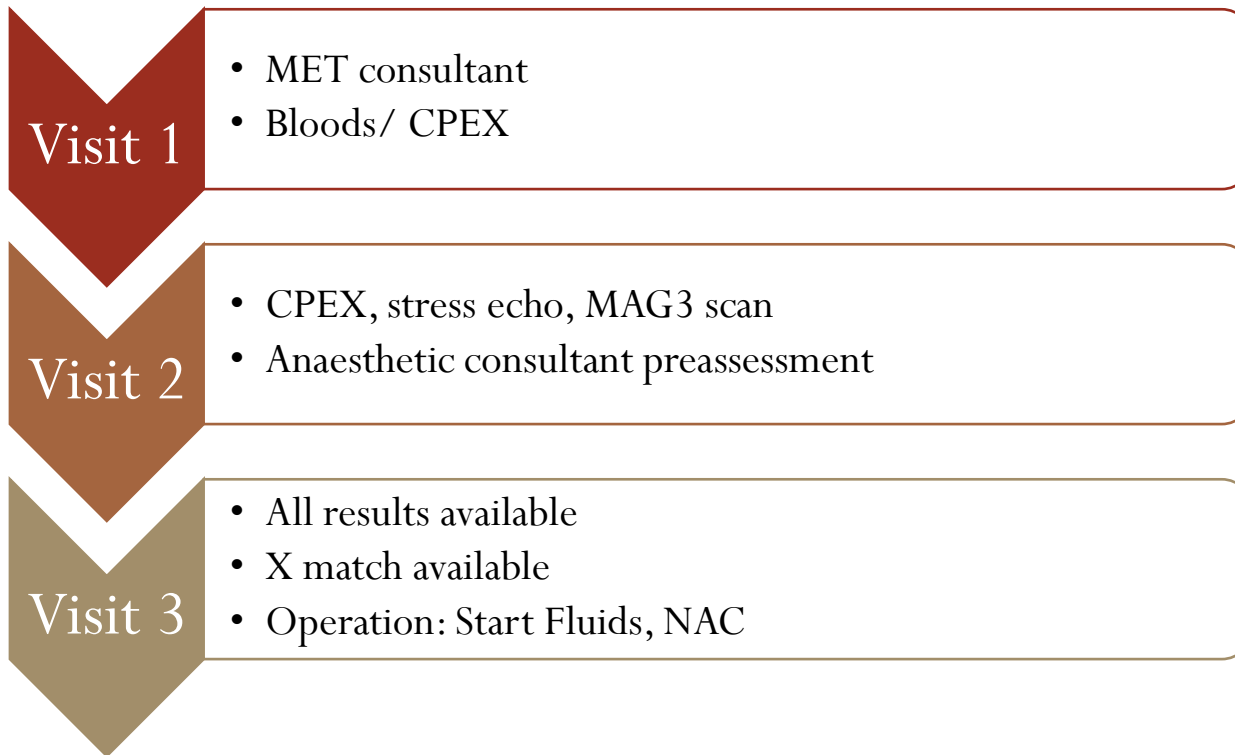 Visit 1
• MET consultant
• Bloods/ CPEX
Visit 2
• CPEX, stress echo, MAG3 scan
• Anaesthetic consultant preassessment
Visit 3
• All results available
• X match available
• Operation: Start Fluids, NAC